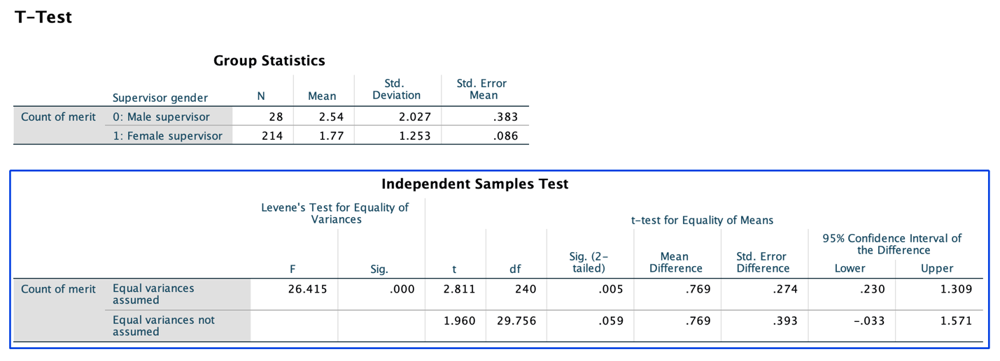 T-Test
Group Statistics
Supervisor gender N Mean Std. Deviation Std. Error Mean
Count of merit 0: Male supervisor 28 2.54 2.027 .383
1: Female supervisor 214 1.77 1.253 .086
Independent Samples Test
Levene's Test for Equality of Variances
t-test for Equality of Means
95% Confidence Interval of the Difference
F Sig. t df Sig. (2-tailed) Mean Difference Std. Error Difference Lower Upper
Count of merit Equal variances assumed 26.415 .000 2.811 240 .005 .769 .274 .230 1.309
Equal variances not assumed 1.960 29.756 .059 .769 .393 -.033 1.571